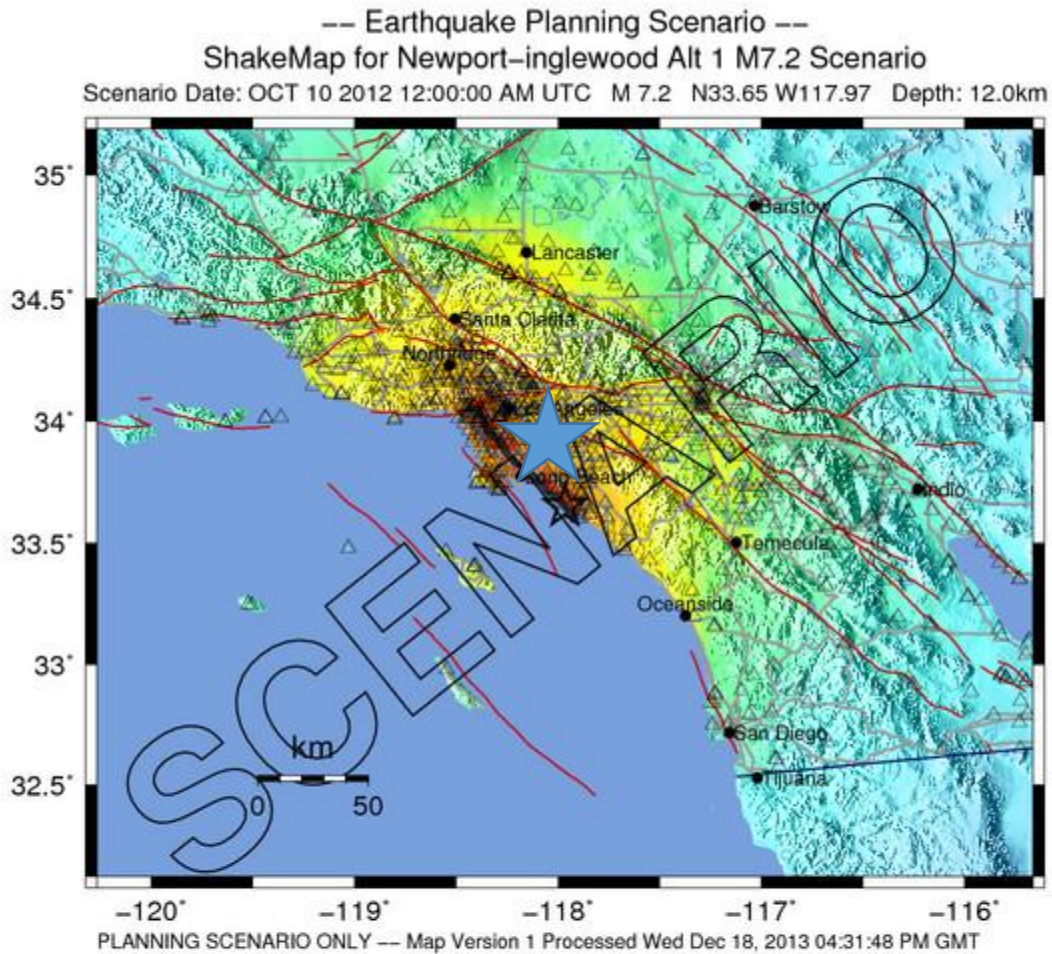 -- Earthquake Planning Scenario --
ShakeMap for Newport-inglewood Alt 1 M7.2 Scenario
Scenario Date: OCT 10 2012 12:00:00 AM UTC M 7.2 N33.65 W117.97 Depth: 12.0km
35˚
34.5˚
34˚
33.5˚
33˚
32.5˚
Barstow
Lancaster
Santa Clarita
Northridge
Los Angeles
Long Beach
Indio
Temecula
Oceanside
San Diego
Tijuana
SCENARIO
km
0 50
-120˚ -119˚ -118˚ -117˚ -116˚
PLANNING SCENARIO ONLY -- Map Version 1 Processed Wed Dec 18, 2013 04:31:48 PM GMT